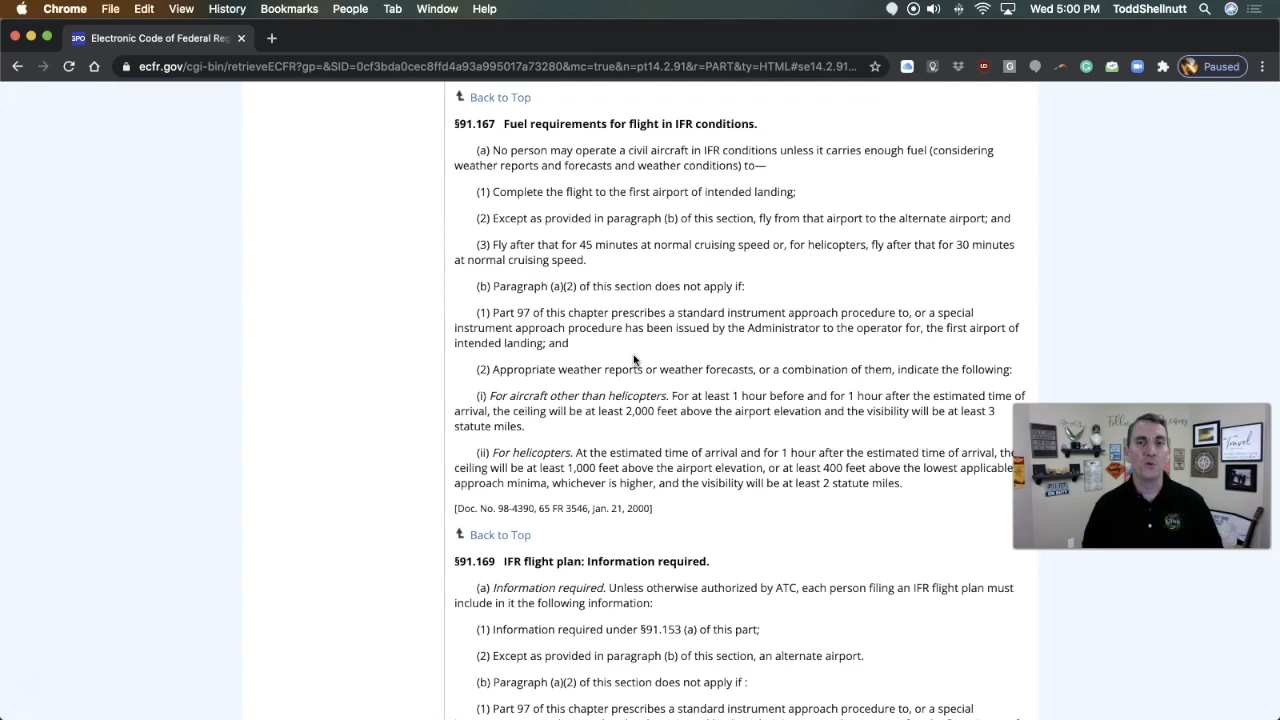 Chrome File Edit View History Bookmarks People Tab Window Help Wed 5:00 PM ToddShellnutt
GPO Electronic Code of Federal Reg
ecfr.gov/cgi-bin/retrieveECFR?gp=&SID=0cf3bda0cec8ffd4a93a995017a73280&mc=true&n=pt14.2.91&r=PART&ty=HTML#se14.2.91... Paused
Back to Top
§91.167 Fuel requirements for flight in IFR conditions.
(a) No person may operate a civil aircraft in IFR conditions unless it carries enough fuel (considering
weather reports and forecasts and weather conditions) to—
(1) Complete the flight to the first airport of intended landing;
(2) Except as provided in paragraph (b) of this section, fly from that airport to the alternate airport; and
(3) Fly after that for 45 minutes at normal cruising speed or, for helicopters, fly after that for 30 minutes
at normal cruising speed.
(b) Paragraph (a)(2) of this section does not apply if:
(1) Part 97 of this chapter prescribes a standard instrument approach procedure to, or a special
instrument approach procedure has been issued by the Administrator to the operator for, the first airport of
intended landing; and
(2) Appropriate weather reports or weather forecasts, or a combination of them, indicate the following:
(i) For aircraft other than helicopters. For at least 1 hour before and for 1 hour after the estimated time of
arrival, the ceiling will be at least 2,000 feet above the airport elevation and the visibility will be at least 3
statute miles.
(ii) For helicopters. At the estimated time of arrival and for 1 hour after the estimated time of arrival, the
ceiling will be at least 1,000 feet above the airport elevation, or at least 400 feet above the lowest applicable
approach minima, whichever is higher, and the visibility will be at least 2 statute miles.
[Doc. No. 98-4390, 65 FR 3546, Jan. 21, 2000]
Back to Top
§91.169 IFR flight plan: Information required.
(a) Information required. Unless otherwise authorized by ATC, each person filing an IFR flight plan must
include in it the following information:
(1) Information required under §91.153 (a) of this part;
(2) Except as provided in paragraph (b) of this section, an alternate airport.
(b) Paragraph (a)(2) of this section does not apply if :
(1) Part 97 of this chapter prescribes a standard instrument approach procedure to, or a special
travel
PILOT